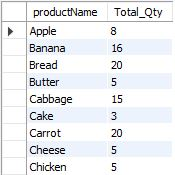 productName Total_Qty
Apple 8
Banana 16
Bread 20
Butter 5
Cabbage 15
Cake 3
Carrot 20
Cheese 5
Chicken 5